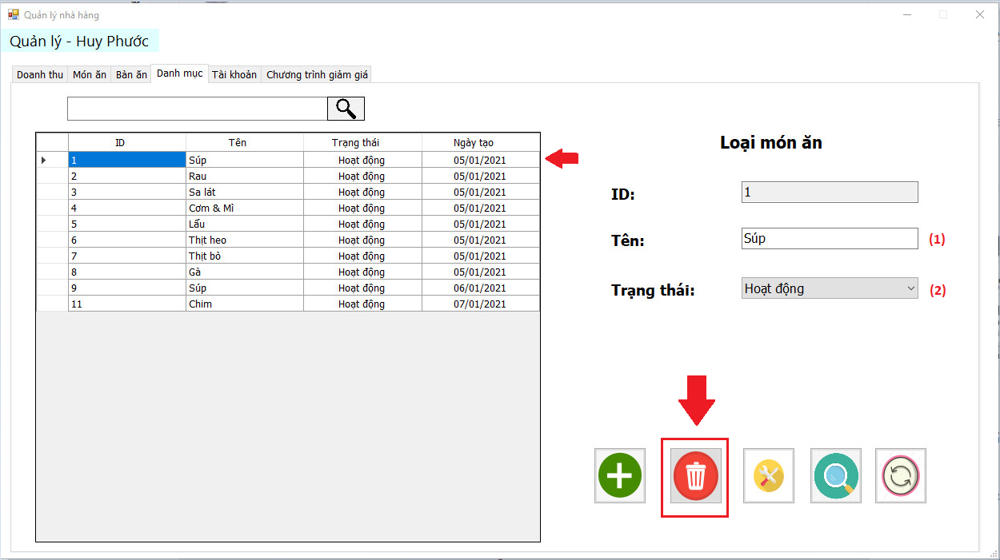 Quản lý nhà hàng
Quản lý - Huy Phước
Doanh thu Món ăn Bàn ăn Danh mục Tài khoản Chương trình giảm giá
ID Tên Trạng thái Ngày tạo
1 Súp Hoạt động 05/01/2021
2 Rau Hoạt động 05/01/2021
3 Sa lát Hoạt động 05/01/2021
4 Cơm & Mì Hoạt động 05/01/2021
5 Lẩu Hoạt động 05/01/2021
6 Thịt heo Hoạt động 05/01/2021
7 Thịt bò Hoạt động 05/01/2021
8 Gà Hoạt động 05/01/2021
9 Súp Hoạt động 06/01/2021
11 Chim Hoạt động 07/01/2021
Loại món ăn
ID: 1
Tên: Súp (1)
Trạng thái: Hoạt động (2)